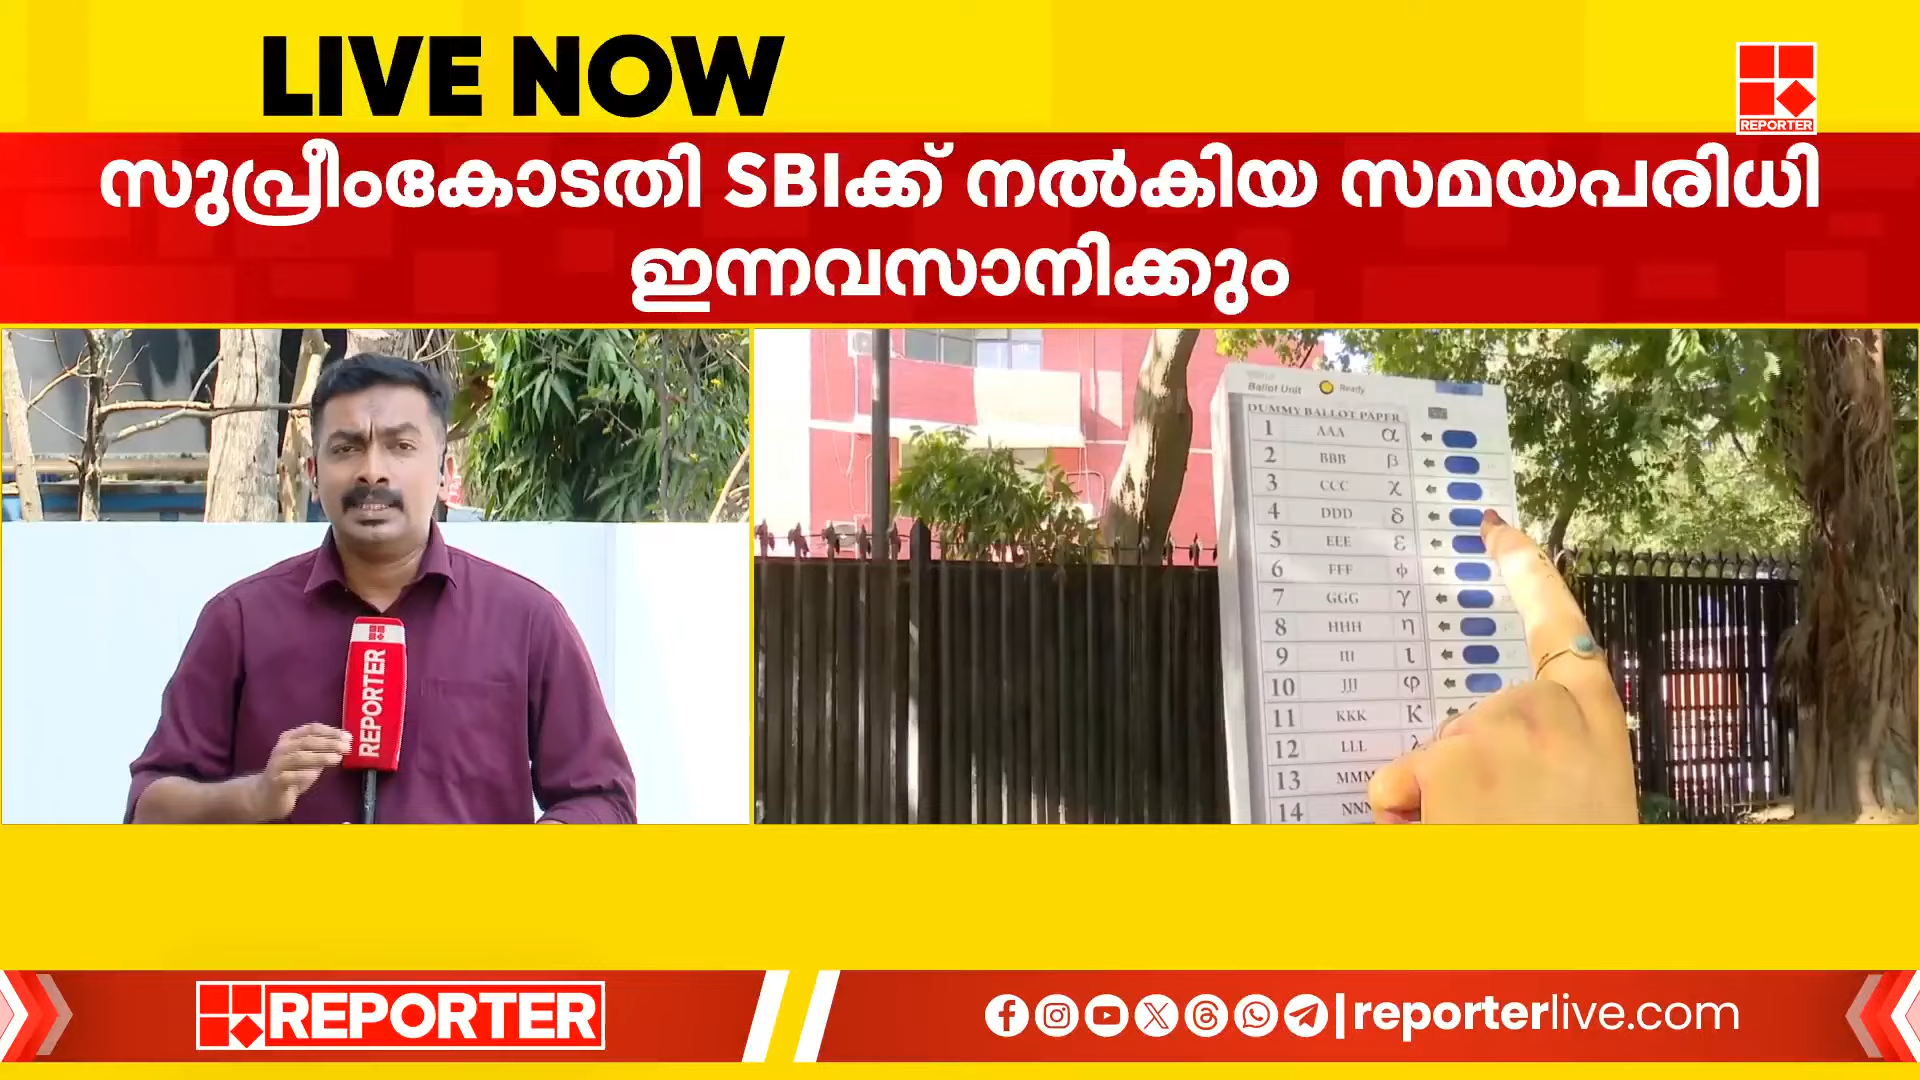 LIVE NOW
REPORTER
സുപ്രീംകോടതി SBIക്ക് നൽകിയ സമയപരിധി
ഇന്നവസാനിക്കും
REPORTER
Ballot Unit Ready
DUMMY BALLOT PAPER
1 AAA α
2 BBB β
3 CCC χ
4 DDD δ
5 EEE ε
6 FFF ϕ
7 GGG γ
8 HHH η
9 III ι
10 JJJ φ
11 KKK K
12 LLL λ
13 MMM
14 NNN
REPORTER
|reporterlive.com